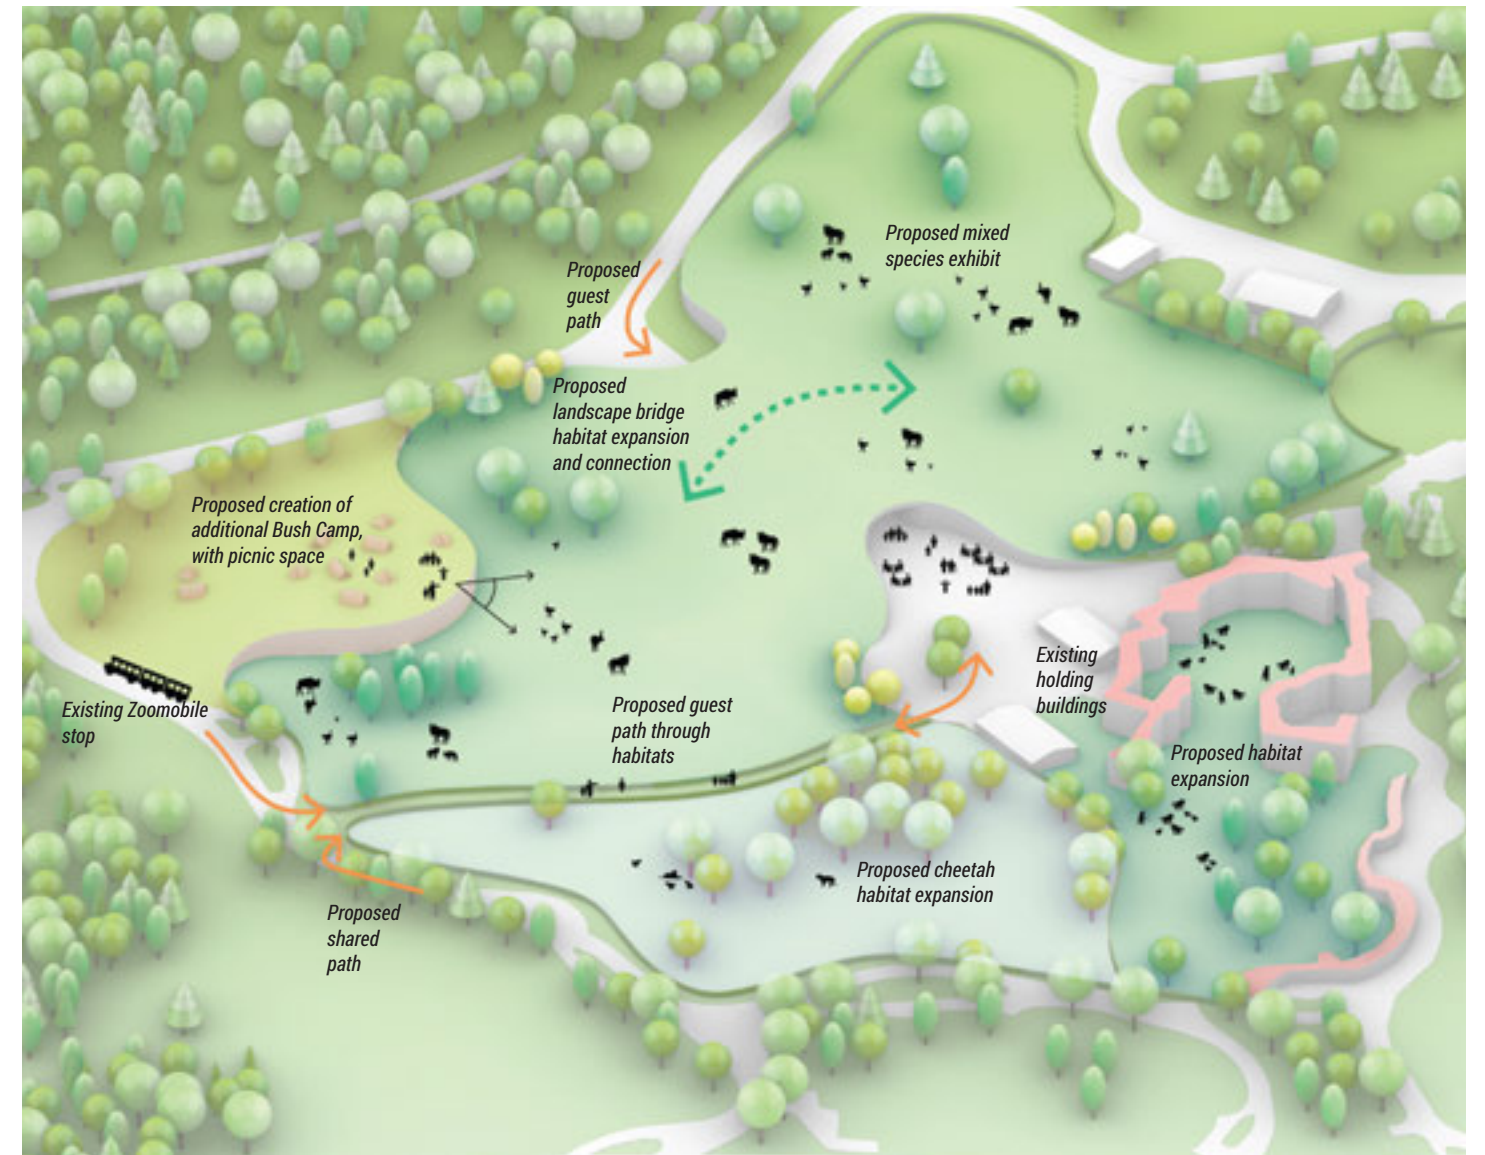 Proposed mixed
species exhibit
Proposed
guest
path
Proposed
landscape bridge
habitat expansion
and connection
Proposed creation of
additional Bush Camp,
with picnic space
Existing
holding
buildings
Existing Zoomobile
stop
Proposed guest
path through
habitats
Proposed habitat
expansion
Proposed cheetah
habitat expansion
Proposed
shared
path